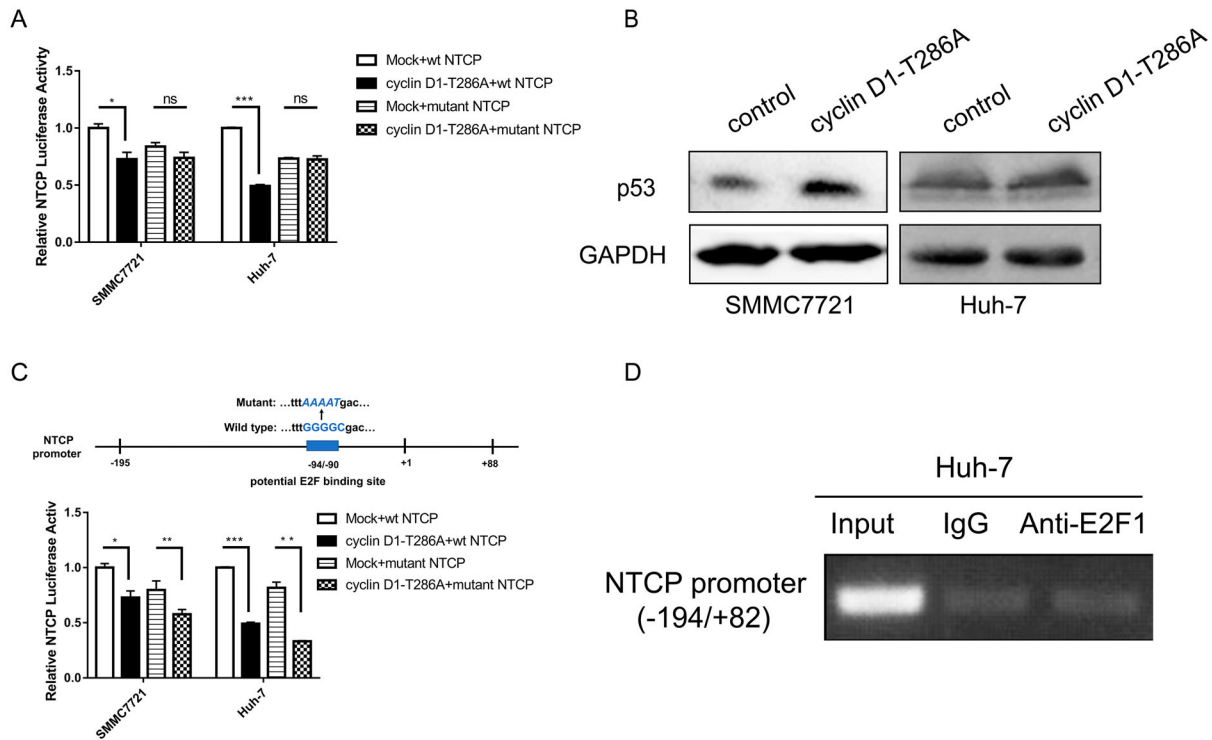 A
Relative NTCP Luciferase Activty
1.5
1.0
0.5
0.0
*
ns
***
ns
SMMC7721
Huh-7
Mock+wt NTCP
cyclin D1-T286A+wt NTCP
Mock+mutant NTCP
cyclin D1-T286A+mutant NTCP
B
control
cyclin D1-T286A
control
cyclin D1-T286A
p53
GAPDH
SMMC7721
Huh-7
C
Mutant: ...tttAAAATgac...
Wild type: ...tttGGGGCgac...
NTCP
promoter
-195
-94/-90
+1
+88
potential E2F binding site
Relative NTCP Luciferase Activ
1.5
1.0
0.5
0.0
*
**
***
* *
SMMC7721
Huh-7
Mock+wt NTCP
cyclin D1-T286A+wt NTCP
Mock+mutant NTCP
cyclin D1-T286A+mutant NTCP
D
Huh-7
Input IgG Anti-E2F1
NTCP promoter
(-194/+82)